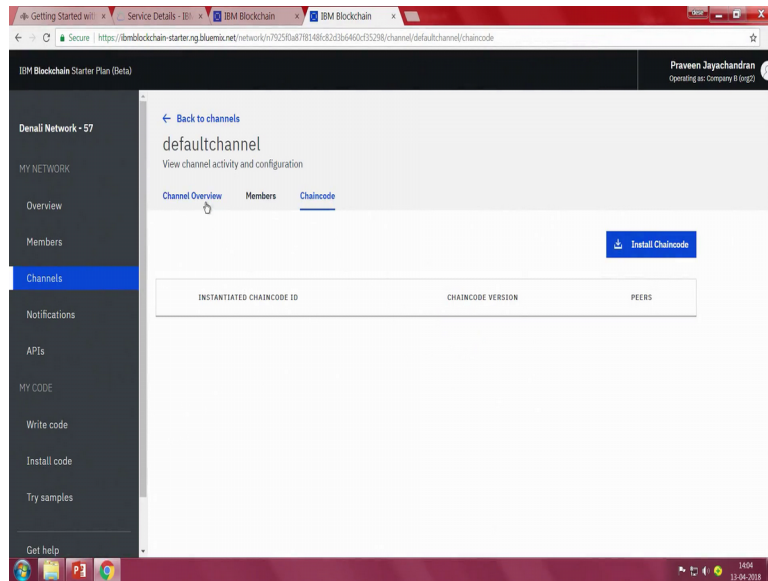 Getting Started with
Service Details - IBM
IBM Blockchain
IBM Blockchain
Secure | https://ibmblockchain-starter.ng.bluemix.net/network/n7925f0a87f8148fc82d3b6460cf35298/channel/defaultchannel/chaincode
IBM Blockchain Starter Plan (Beta)
Praveen Jayachandran
Operating as: Company B (org2)
Denali Network - 57
MY NETWORK
Overview
Members
Channels
Notifications
APIs
MY CODE
Write code
Install code
Try samples
Get help
← Back to channels
defaultchannel
View channel activity and configuration
Channel Overview Members Chaincode
Install Chaincode
INSTANTIATED CHAINCODE ID CHAINCODE VERSION PEERS
14:04
13-04-2018